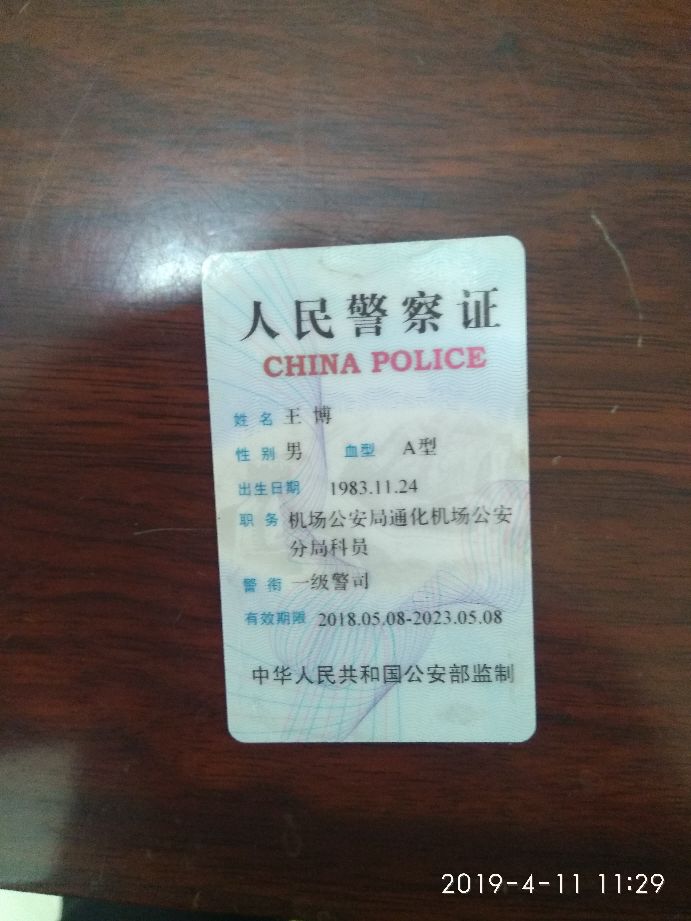 人民警察证
CHINA POLICE
姓名 王博
性别 男 血型 A型
出生日期 1983.11.24
职务 机场公安局通化机场公安
分局科员
警衔 一级警司
有效期限 2018.05.08-2023.05.08
中华人民共和国公安部监制
2019-4-11 11:29